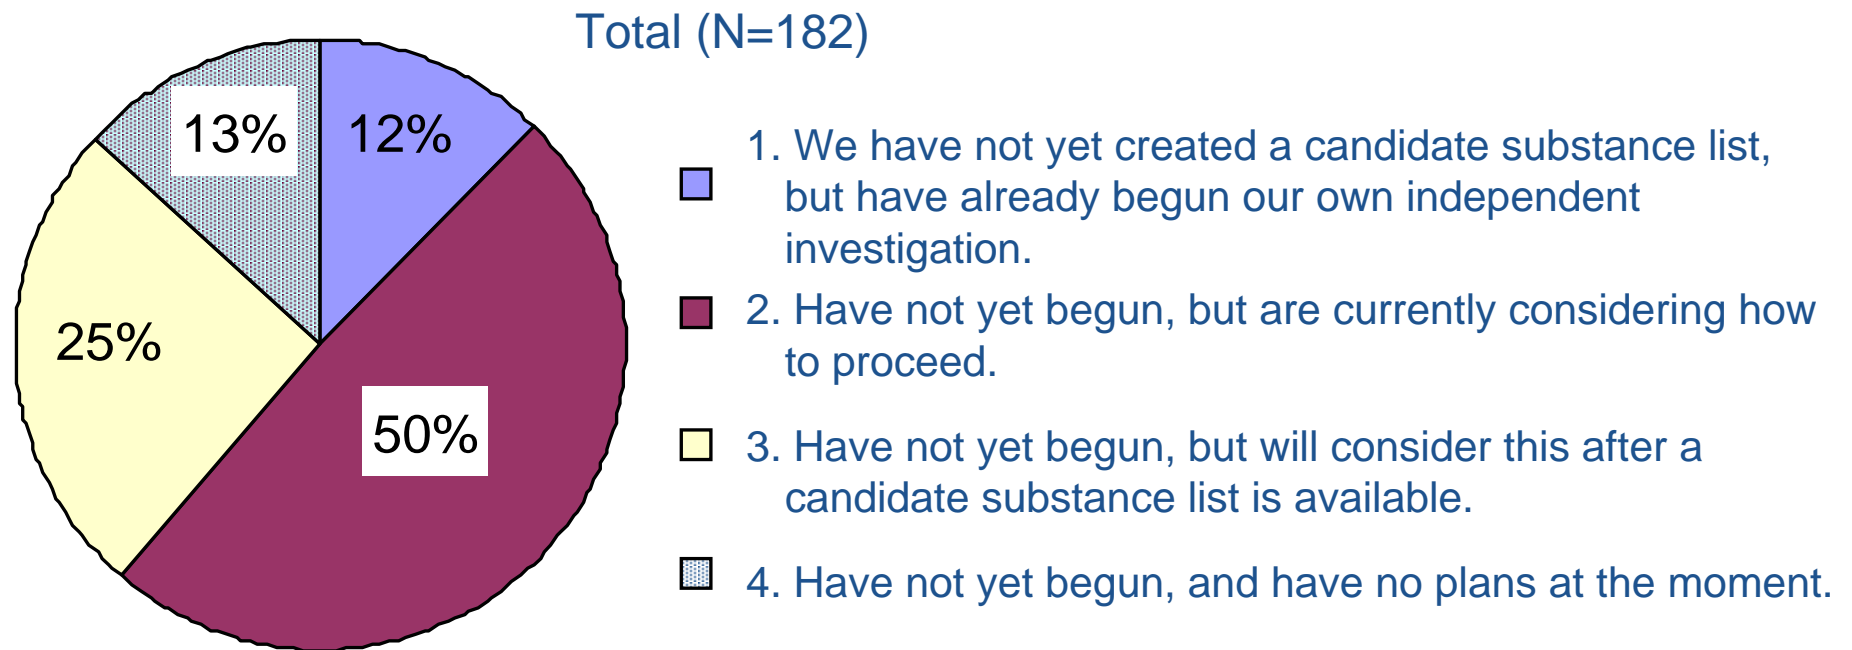 Total (N=182)
13%
12%
25%
50%
1. We have not yet created a candidate substance list,
but have already begun our own independent
investigation.
2. Have not yet begun, but are currently considering how
to proceed.
3. Have not yet begun, but will consider this after a
candidate substance list is available.
4. Have not yet begun, and have no plans at the moment.